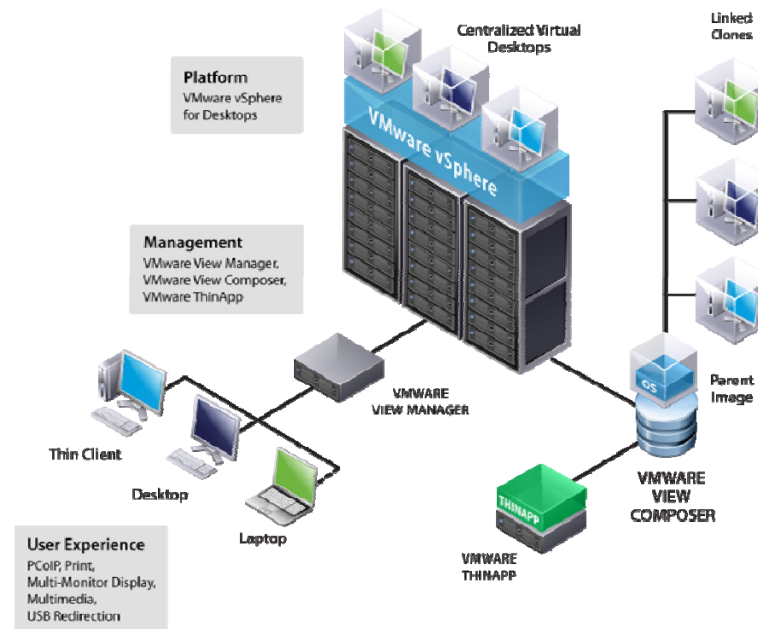 Centralized Virtual
Desktops
Linked
Clones
Platform
VMware vSphere
for Desktops
VMware vSphere
Management
VMware View Manager,
VMware View Composer,
VMware ThinApp
VMWARE
VIEW MANAGER
OS
Parent
Image
Thin Client
Desktop
Laptop
THINAPP
VMWARE
THINAPP
VMWARE
VIEW
COMPOSER
User Experience
PCoIP, Print,
Multi-Monitor Display,
Multimedia,
USB Redirection